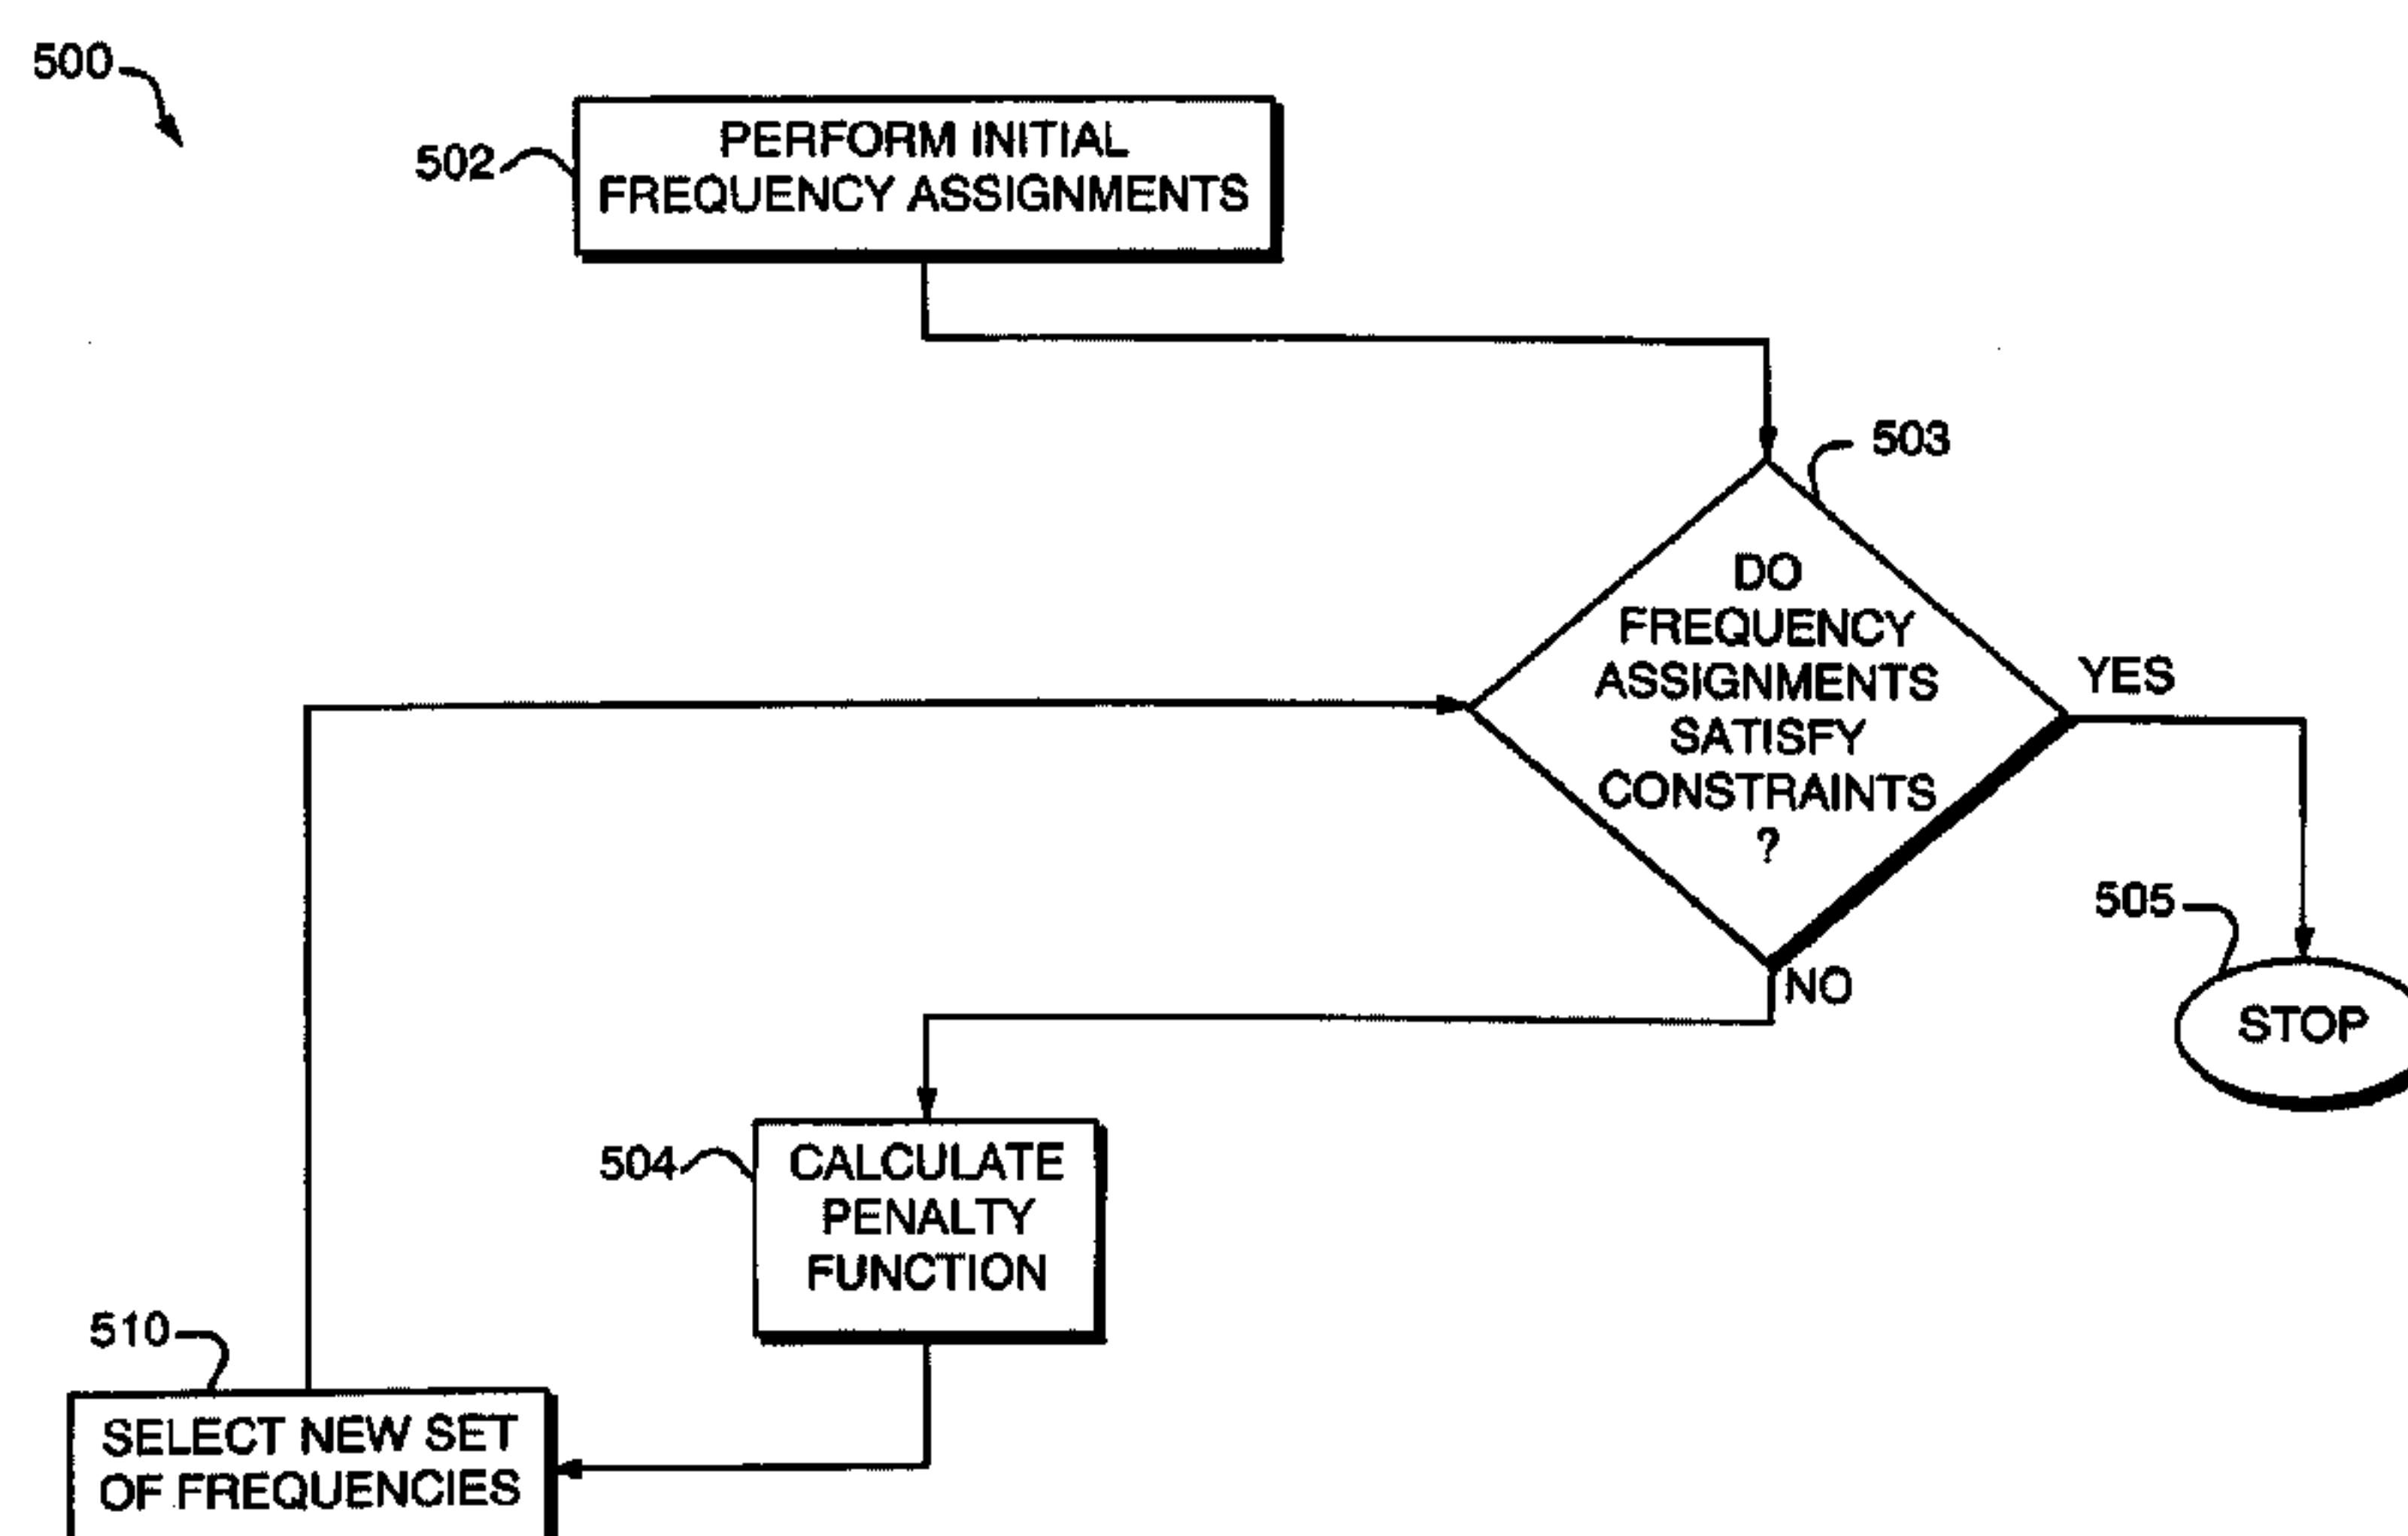 500
502
PERFORM INITIAL
FREQUENCY ASSIGNMENTS
503
DO
FREQUENCY
ASSIGNMENTS
SATISFY
CONSTRAINTS
?
YES
505
STOP
NO
504
CALCULATE
PENALTY
FUNCTION
510
SELECT NEW SET
OF FREQUENCIES